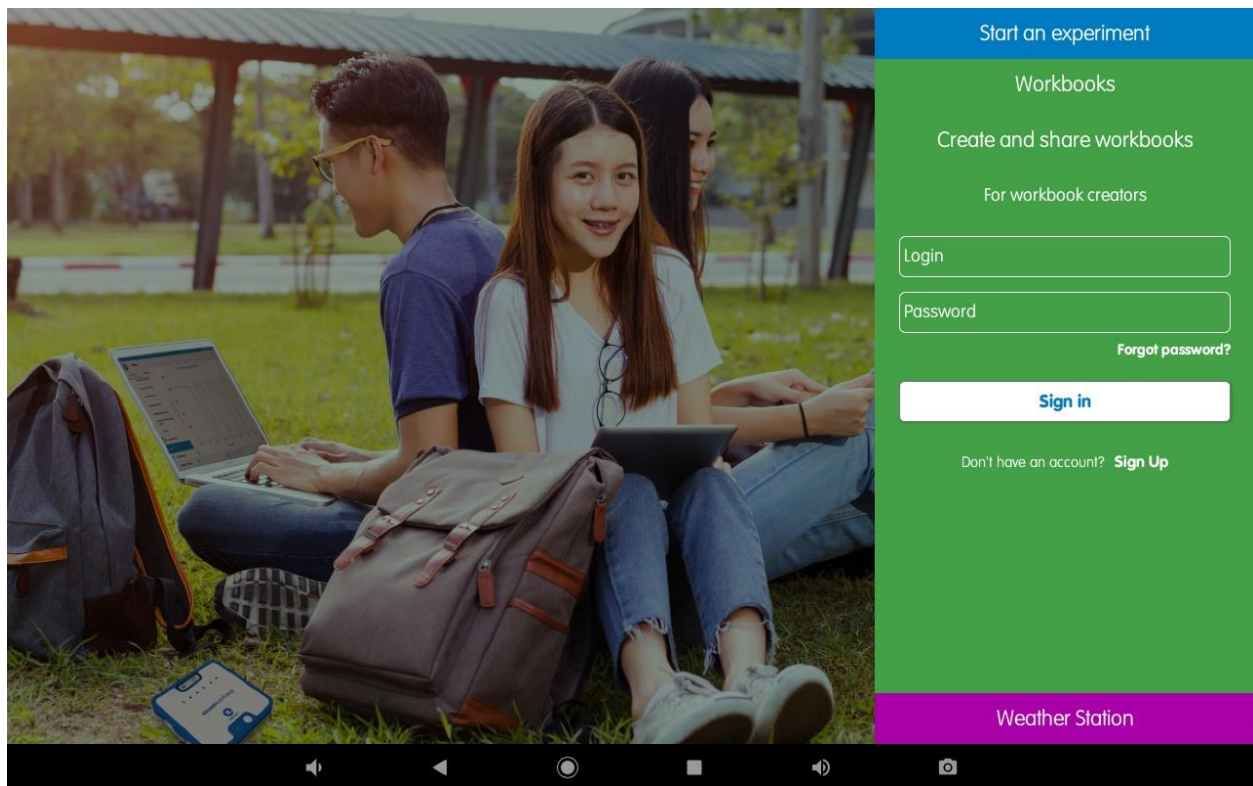 Start an experiment
Workbooks
Create and share workbooks
For workbook creators
Login
Password
Forgot password?
Sign in
Don't have an account? Sign Up
Weather Station